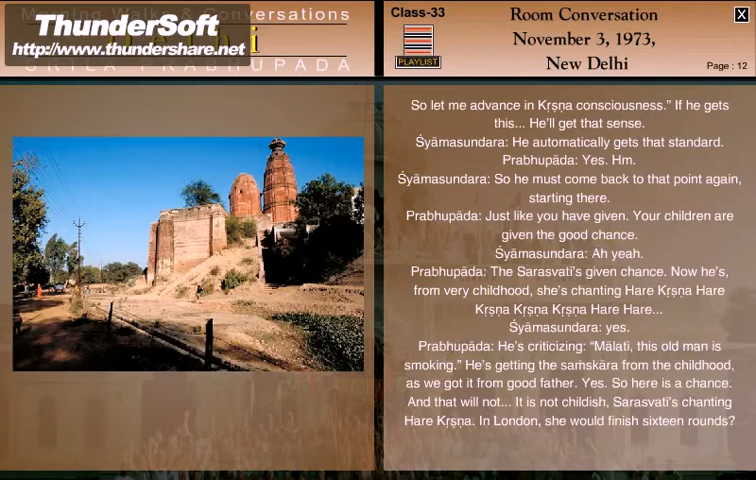 Morning Walks & Conversations
ThunderSoft
http://www.thundershare.net
SRILA PRABHUPADA
Class-33
PLAYLIST
Room Conversation
November 3, 1973,
New Delhi
X
Page : 12
So let me advance in Kṛṣṇa consciousness.” If he gets
this... He’ll get that sense.
Śyāmasundara: He automatically gets that standard.
Prabhupāda: Yes. Hm.
Śyāmasundara: So he must come back to that point again,
starting there.
Prabhupāda: Just like you have given. Your children are
given the good chance.
Śyāmasundara: Ah yeah.
Prabhupāda: The Sarasvati’s given chance. Now he’s,
from very childhood, she’s chanting Hare Kṛṣṇa Hare
Kṛṣṇa Kṛṣṇa Kṛṣṇa Hare Hare...
Śyāmasundara: yes.
Prabhupāda: He’s criticizing: “Mālati, this old man is
smoking.” He’s getting the saṁskāra from the childhood,
as we got it from good father. Yes. So here is a chance.
And that will not... It is not childish, Sarasvati’s chanting
Hare Kṛṣṇa. In London, she would finish sixteen rounds?